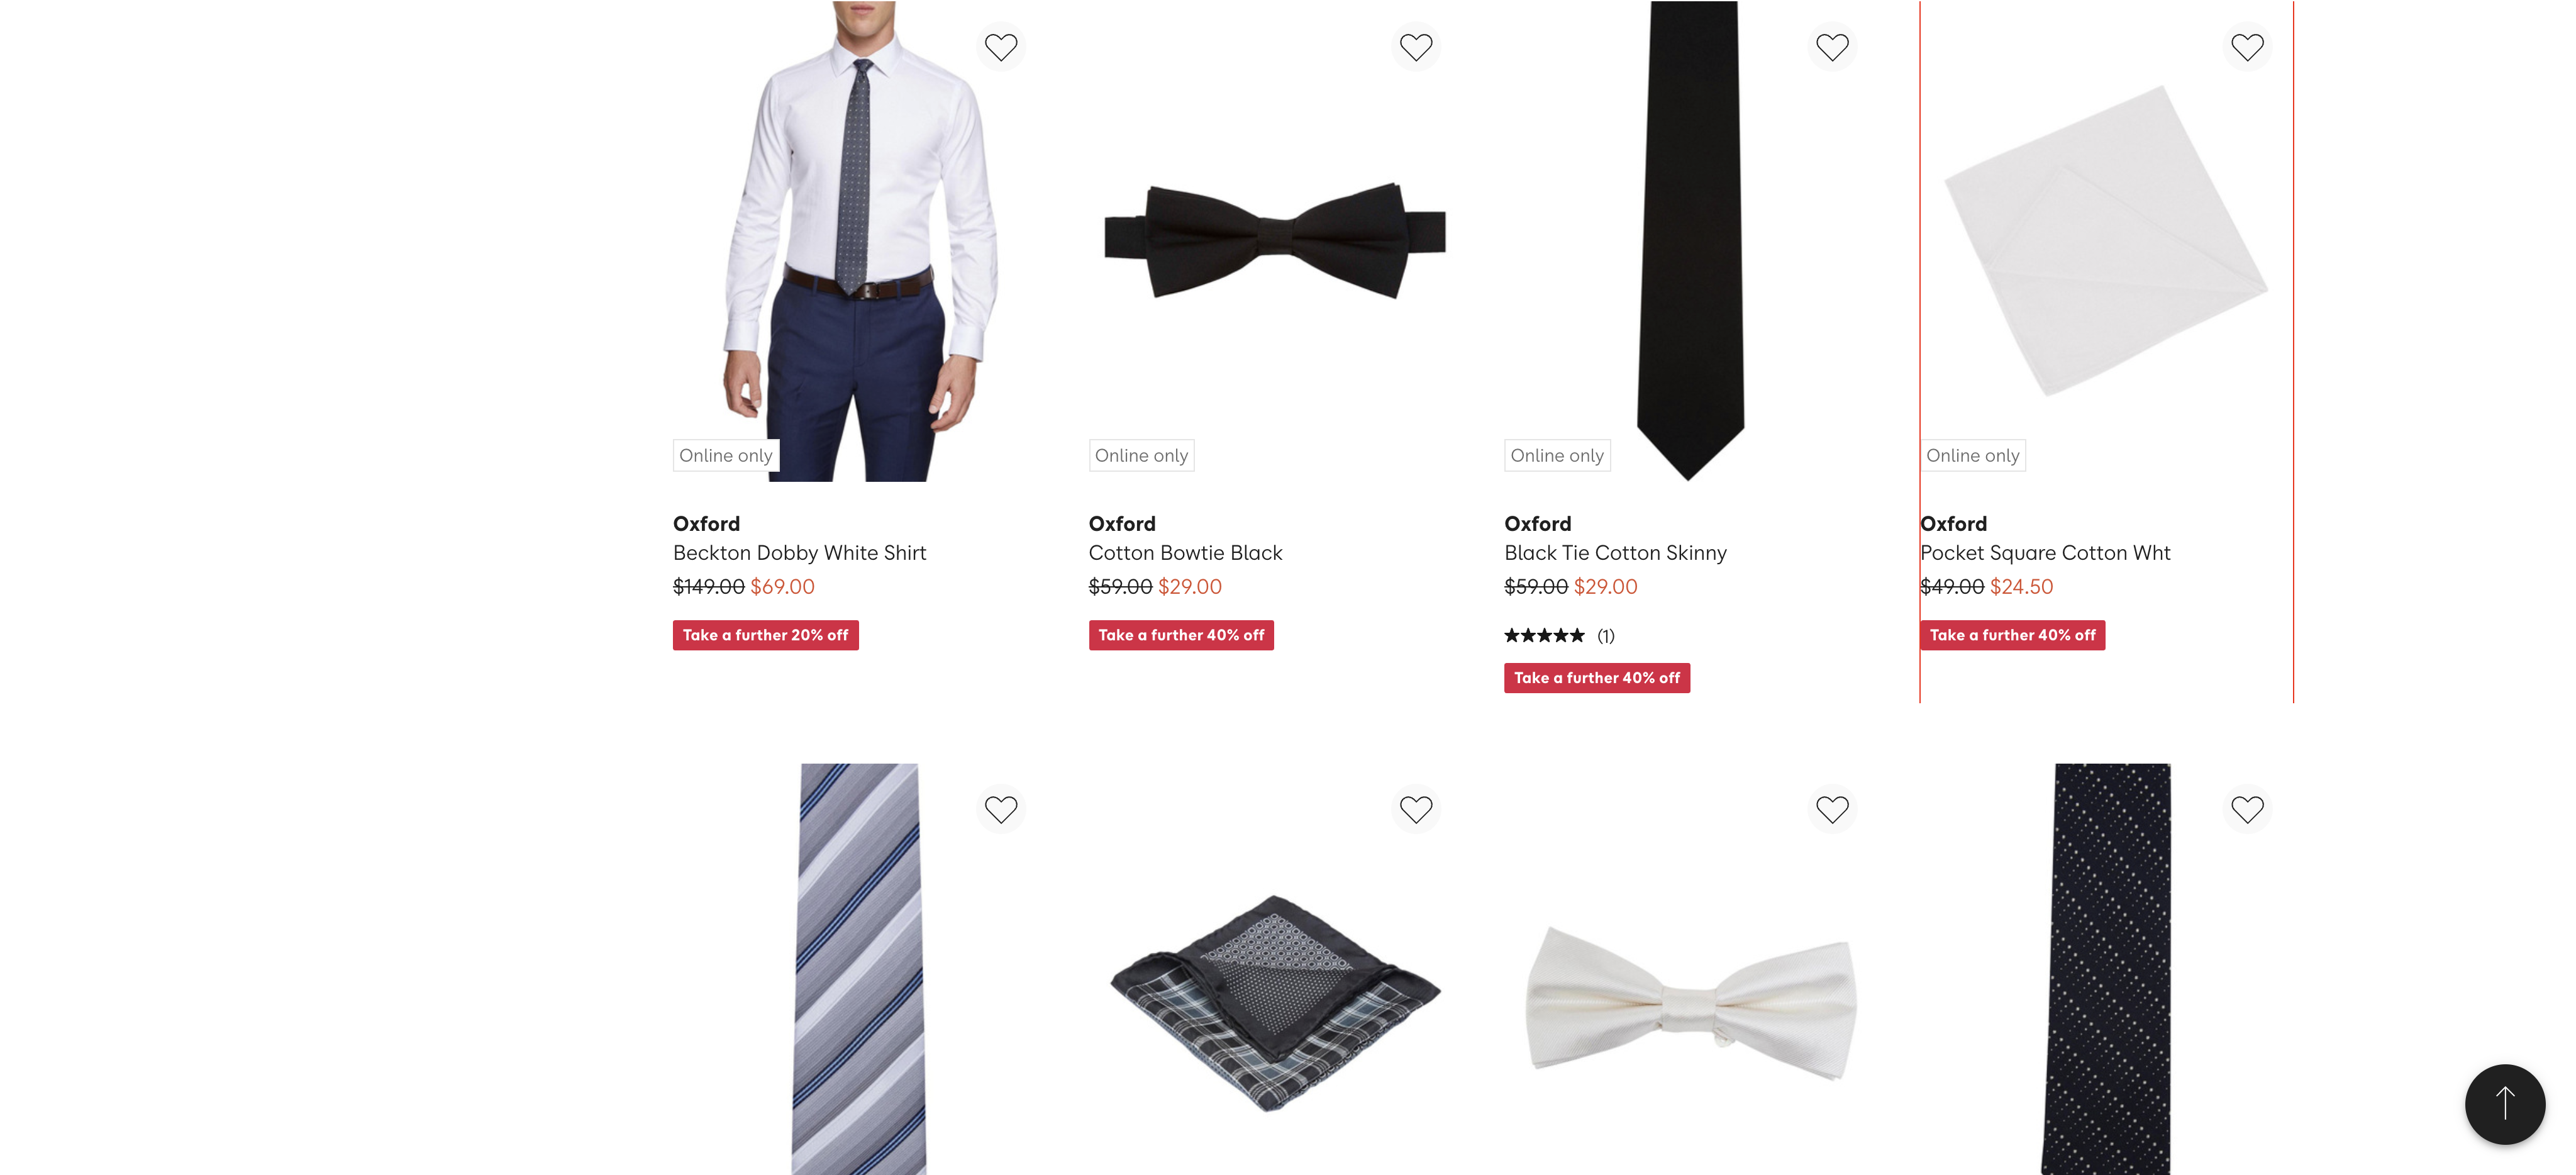 Online only
Oxford
Beckton Dobby White Shirt
$149.00 $69.00
Take a further 20% off
Online only
Oxford
Cotton Bowtie Black
$59.00 $29.00
Take a further 40% off
Online only
Oxford
Black Tie Cotton Skinny
$59.00 $29.00
(1)
Take a further 40% off
Online only
Oxford
Pocket Square Cotton Wht
$49.00 $24.50
Take a further 40% off